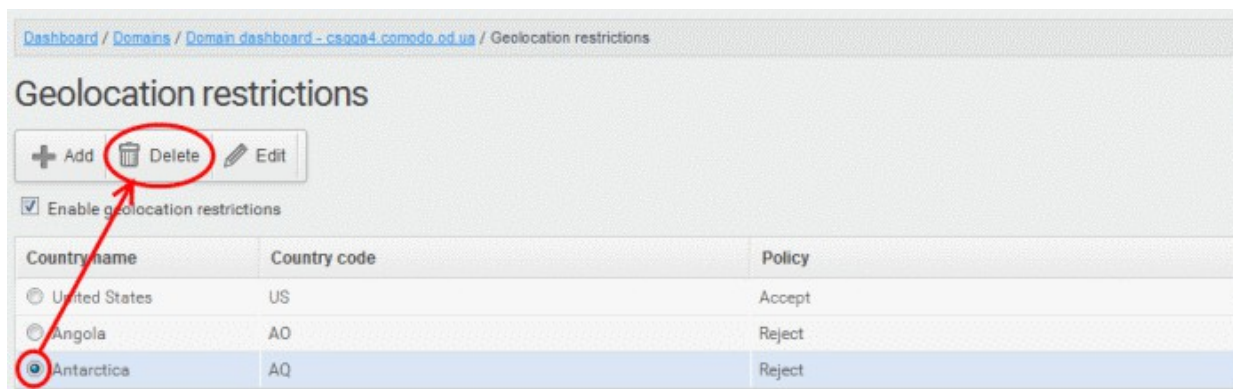 Dashboard / Domains / Domain dashboard - csqqa4.comodo.od.ua / Geolocation restrictions
Geolocation restrictions
Add Delete Edit
Enable geolocation restrictions
Country name Country code Policy
United States US Accept
Angola AO Reject
Antarctica AQ Reject